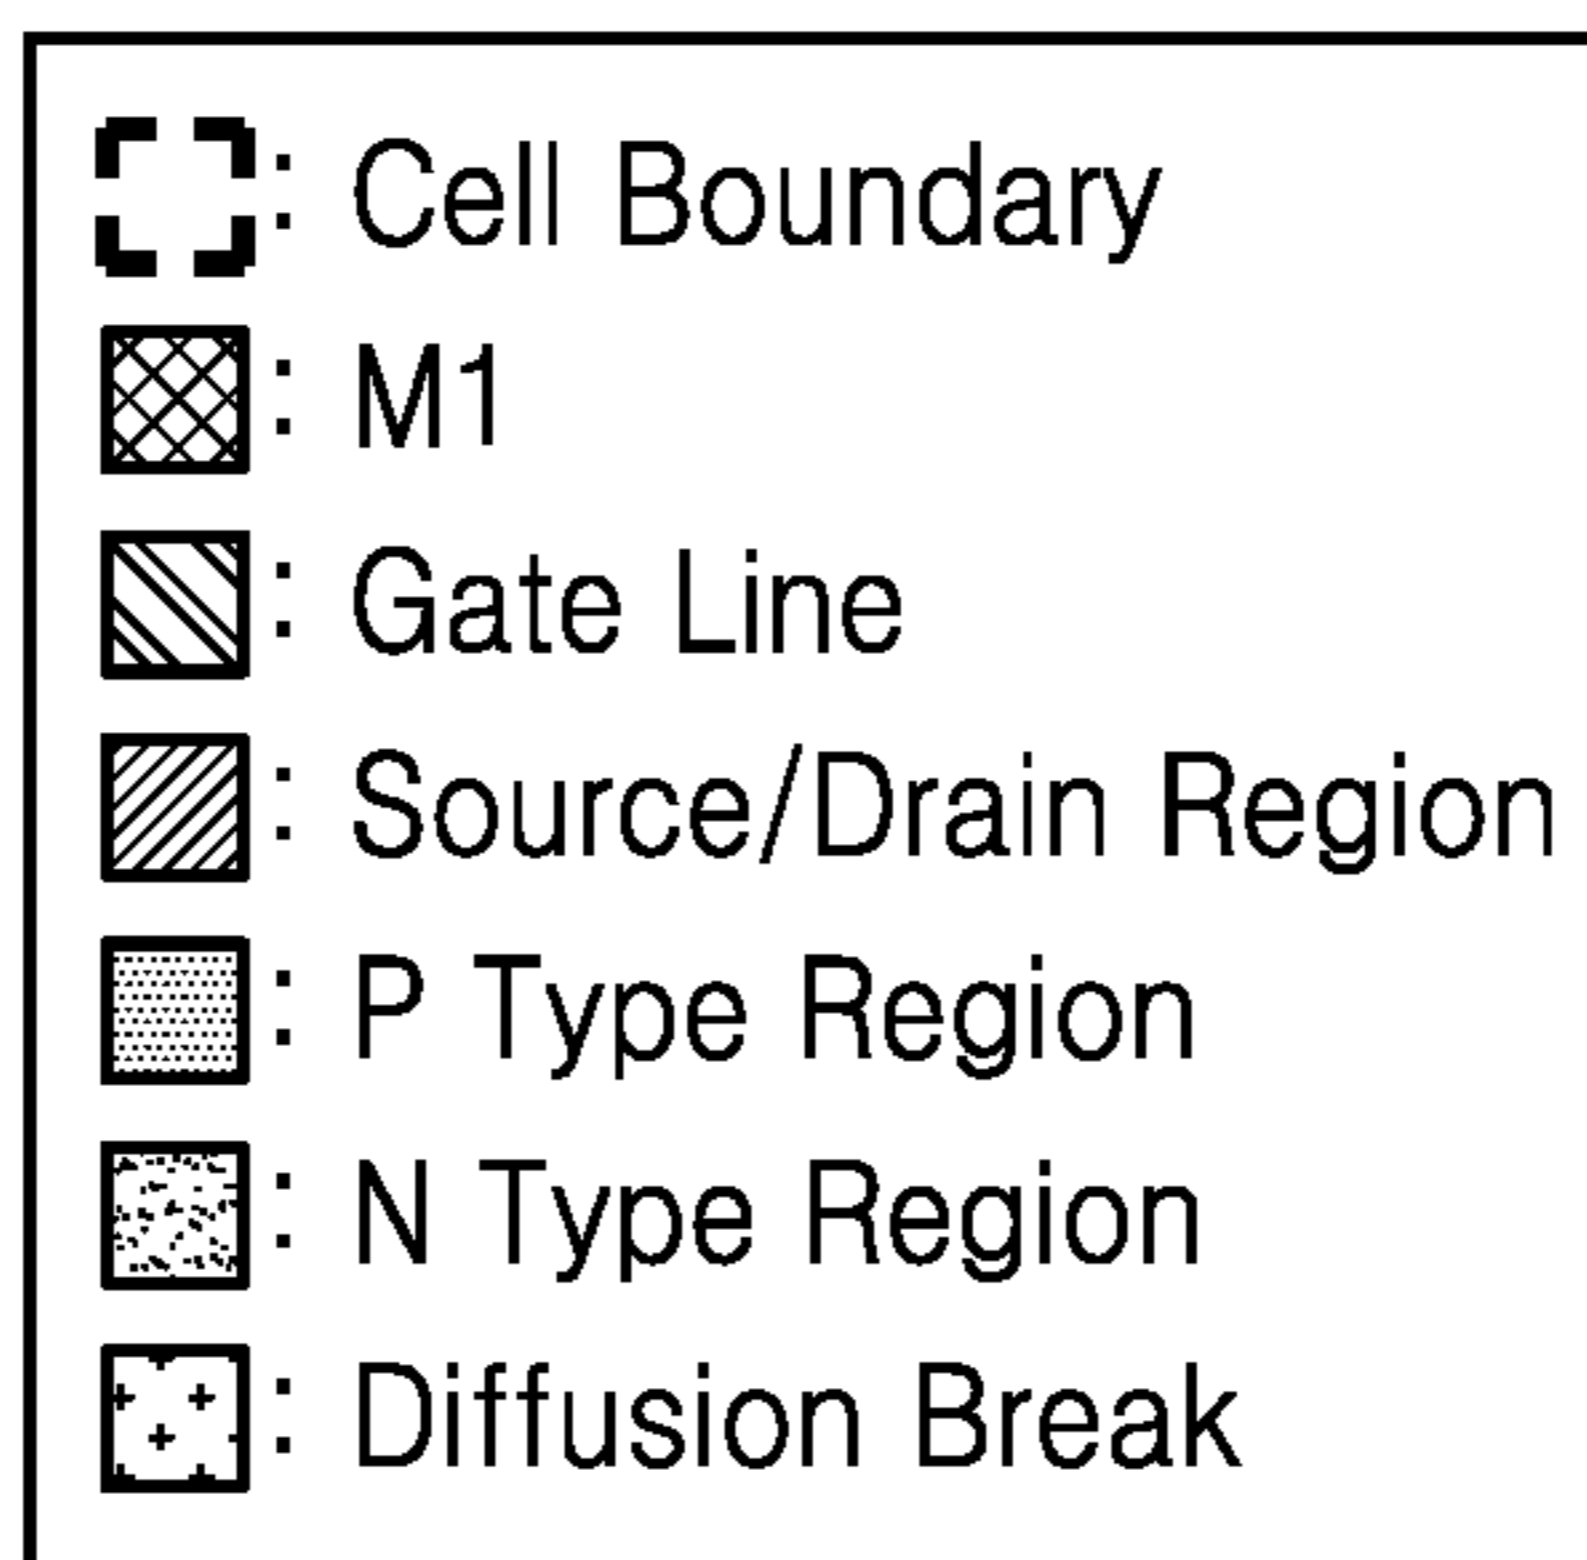 : Cell Boundary
: M1
: Gate Line
: Source/Drain Region
: P Type Region
: N Type Region
: Diffusion Break